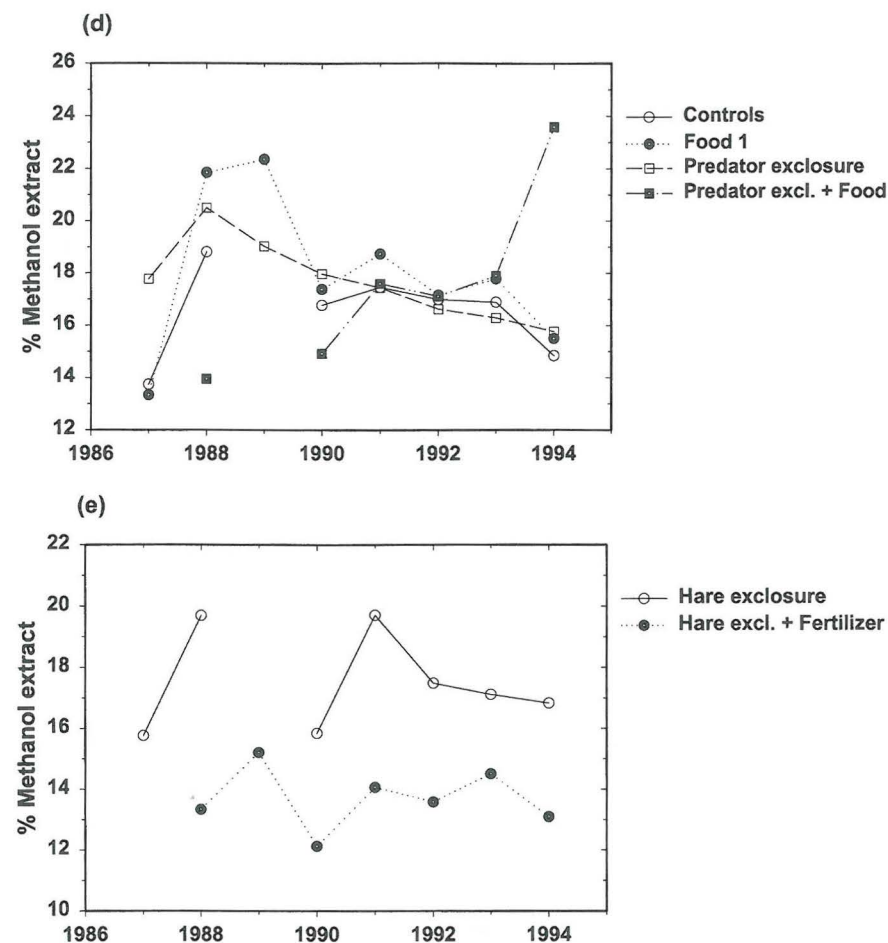 (d)
26
24
22
20
18
16
14
12
% Methanol extract
1986 1988 1990 1992 1994
Controls
Food 1
Predator exclosure
Predator excl. + Food
(e)
22
20
18
16
14
12
10
% Methanol extract
1986 1988 1990 1992 1994
Hare exclosure
Hare excl. + Fertilizer